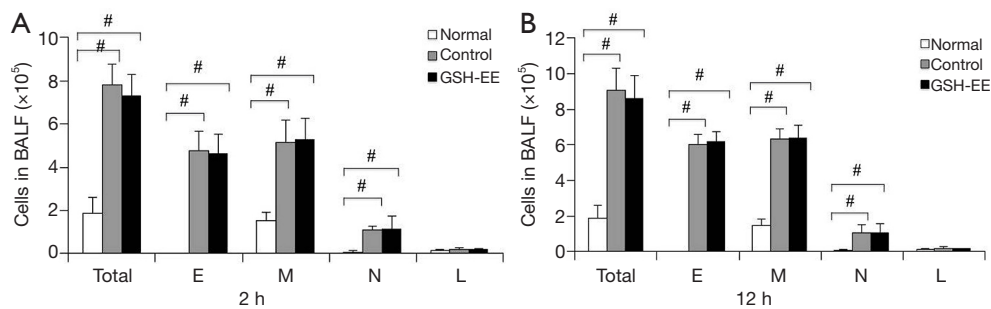 A
Cells in BALF (×10⁵)
10
8
6
4
2
0
# # # # # # # #
Normal
Control
GSH-EE
Total E M N L
2 h
B
Cells in BALF (×10⁵)
12
10
8
6
4
2
0
# # # # # # # #
Normal
Control
GSH-EE
Total E M N L
12 h